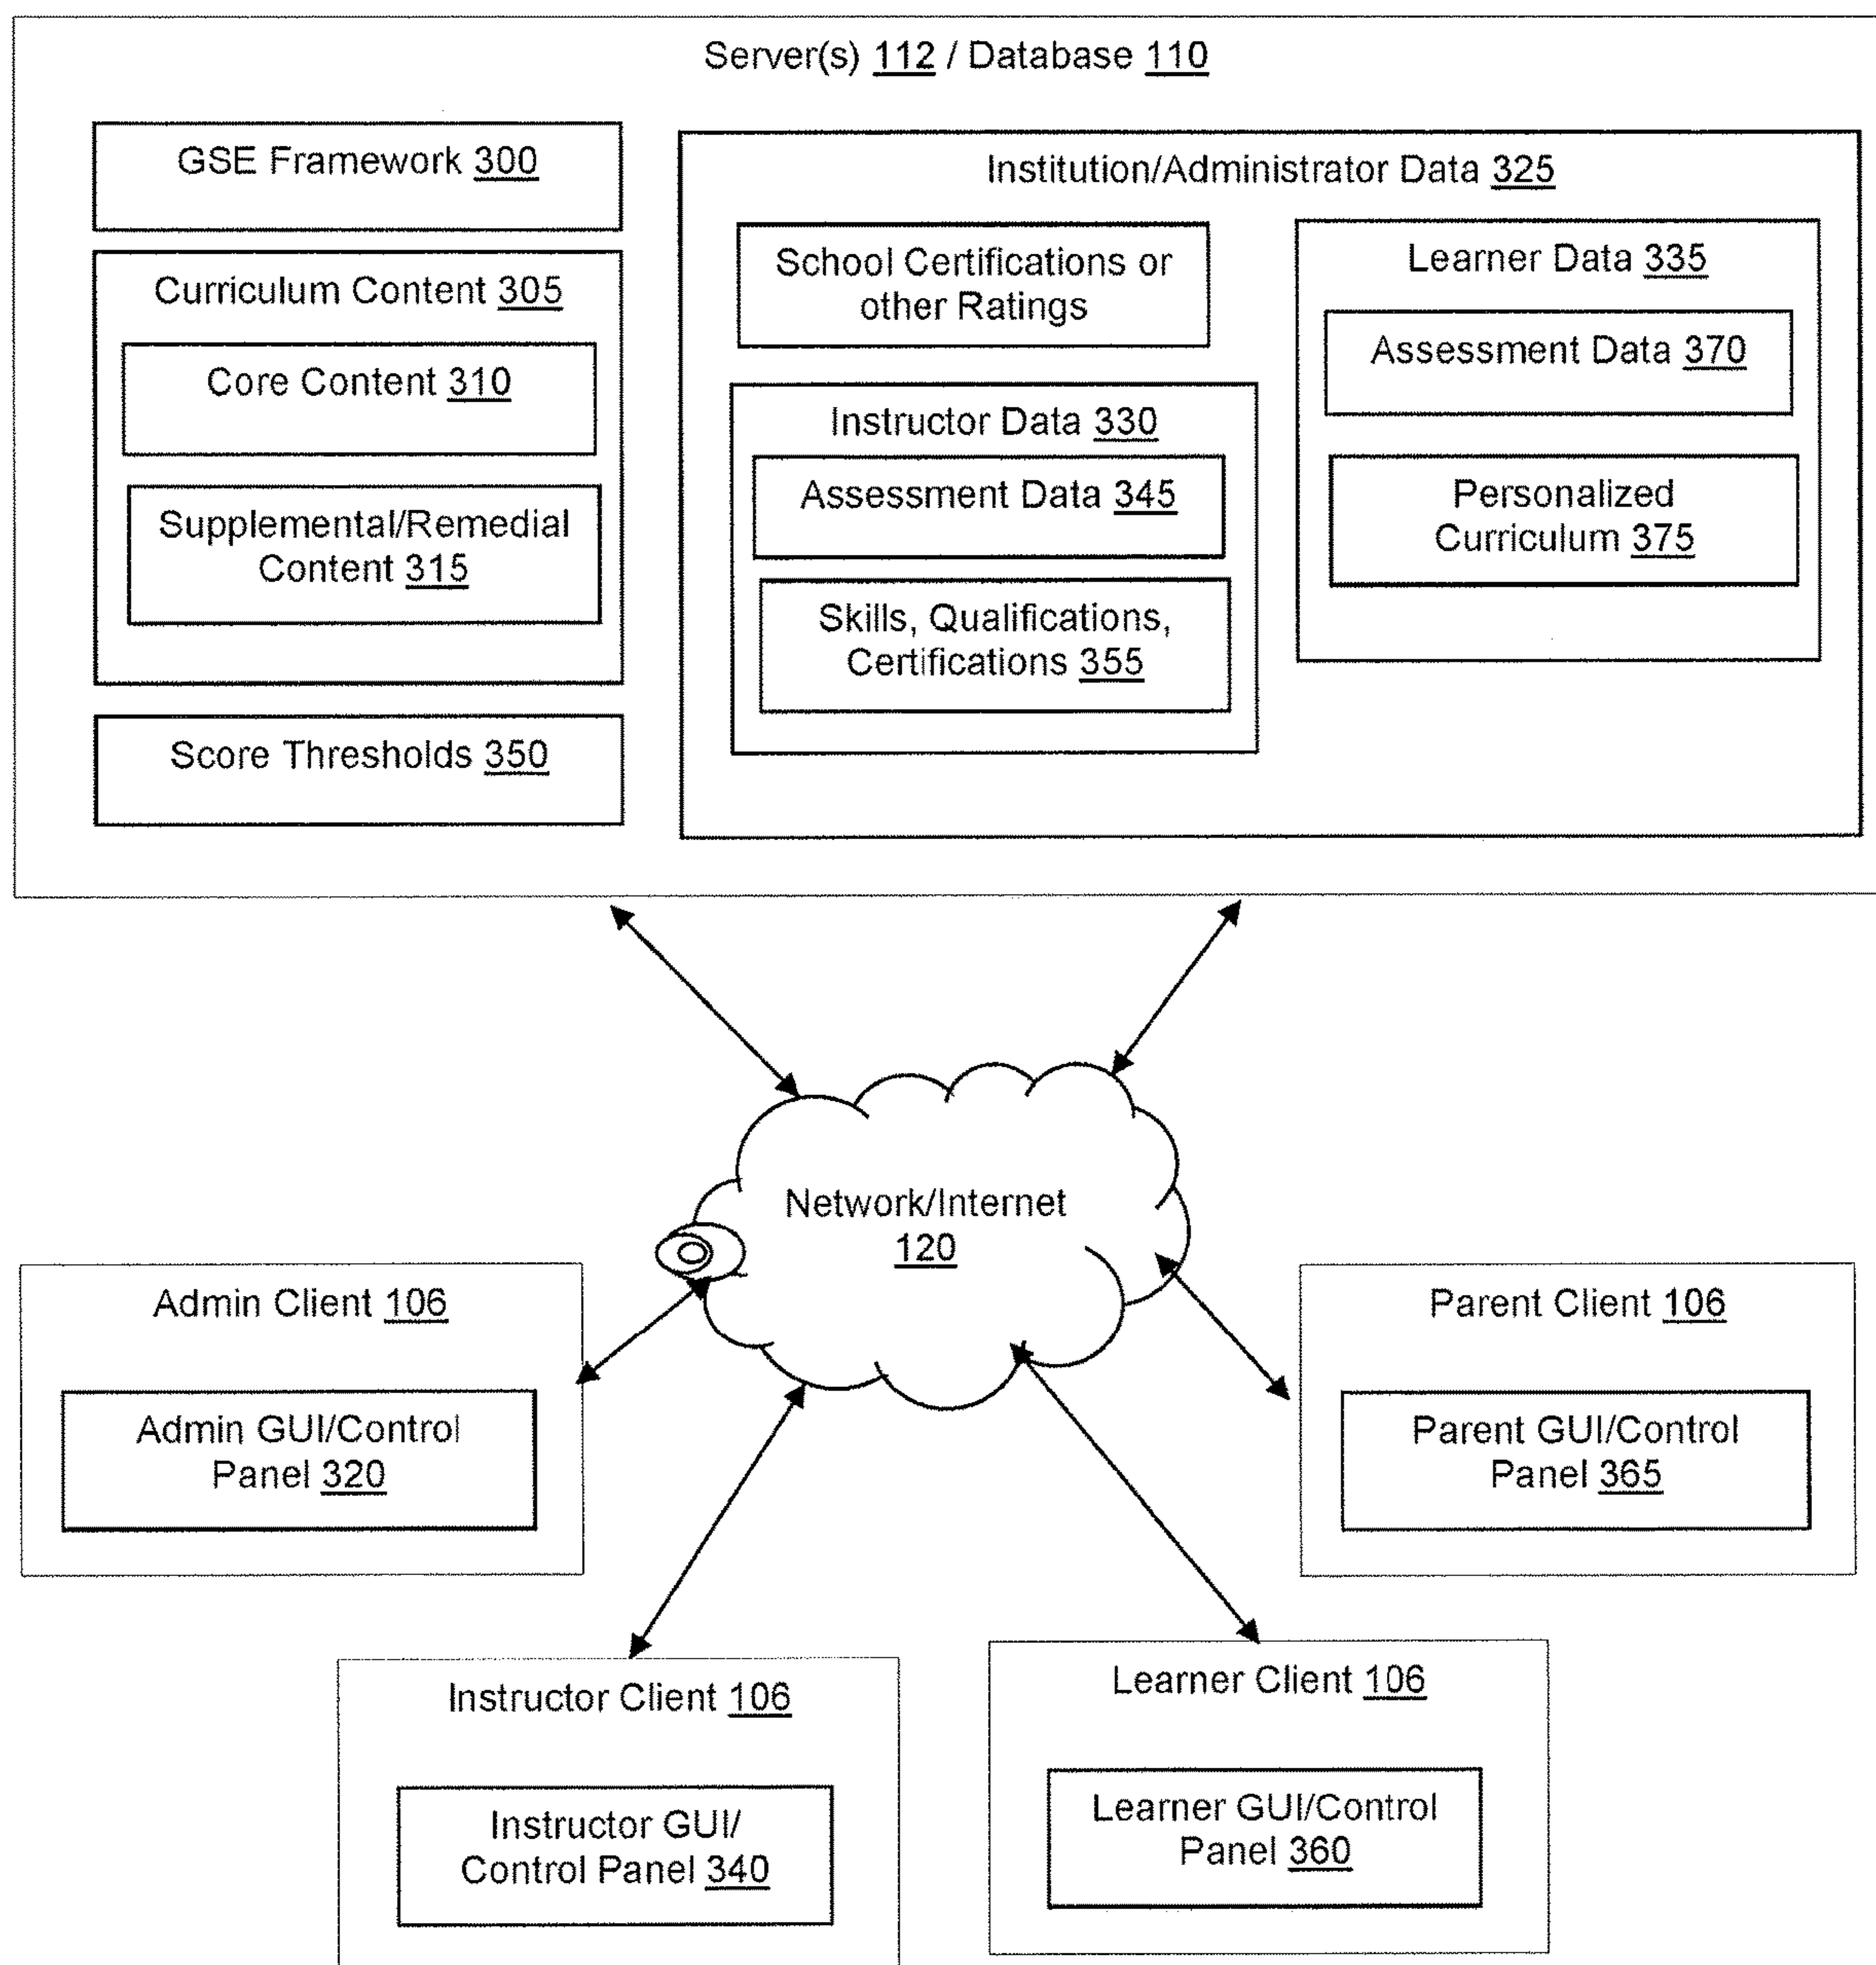 Server(s) 112 / Database 110
GSE Framework 300
Curriculum Content 305
Core Content 310
Supplemental/Remedial
Content 315
Score Thresholds 350
Institution/Administrator Data 325
School Certifications or
other Ratings
Instructor Data 330
Assessment Data 345
Skills, Qualifications,
Certifications 355
Learner Data 335
Assessment Data 370
Personalized
Curriculum 375
Network/Internet
120
Admin Client 106
Admin GUI/Control
Panel 320
Parent Client 106
Parent GUI/Control
Panel 365
Instructor Client 106
Instructor GUI/
Control Panel 340
Learner Client 106
Learner GUI/Control
Panel 360